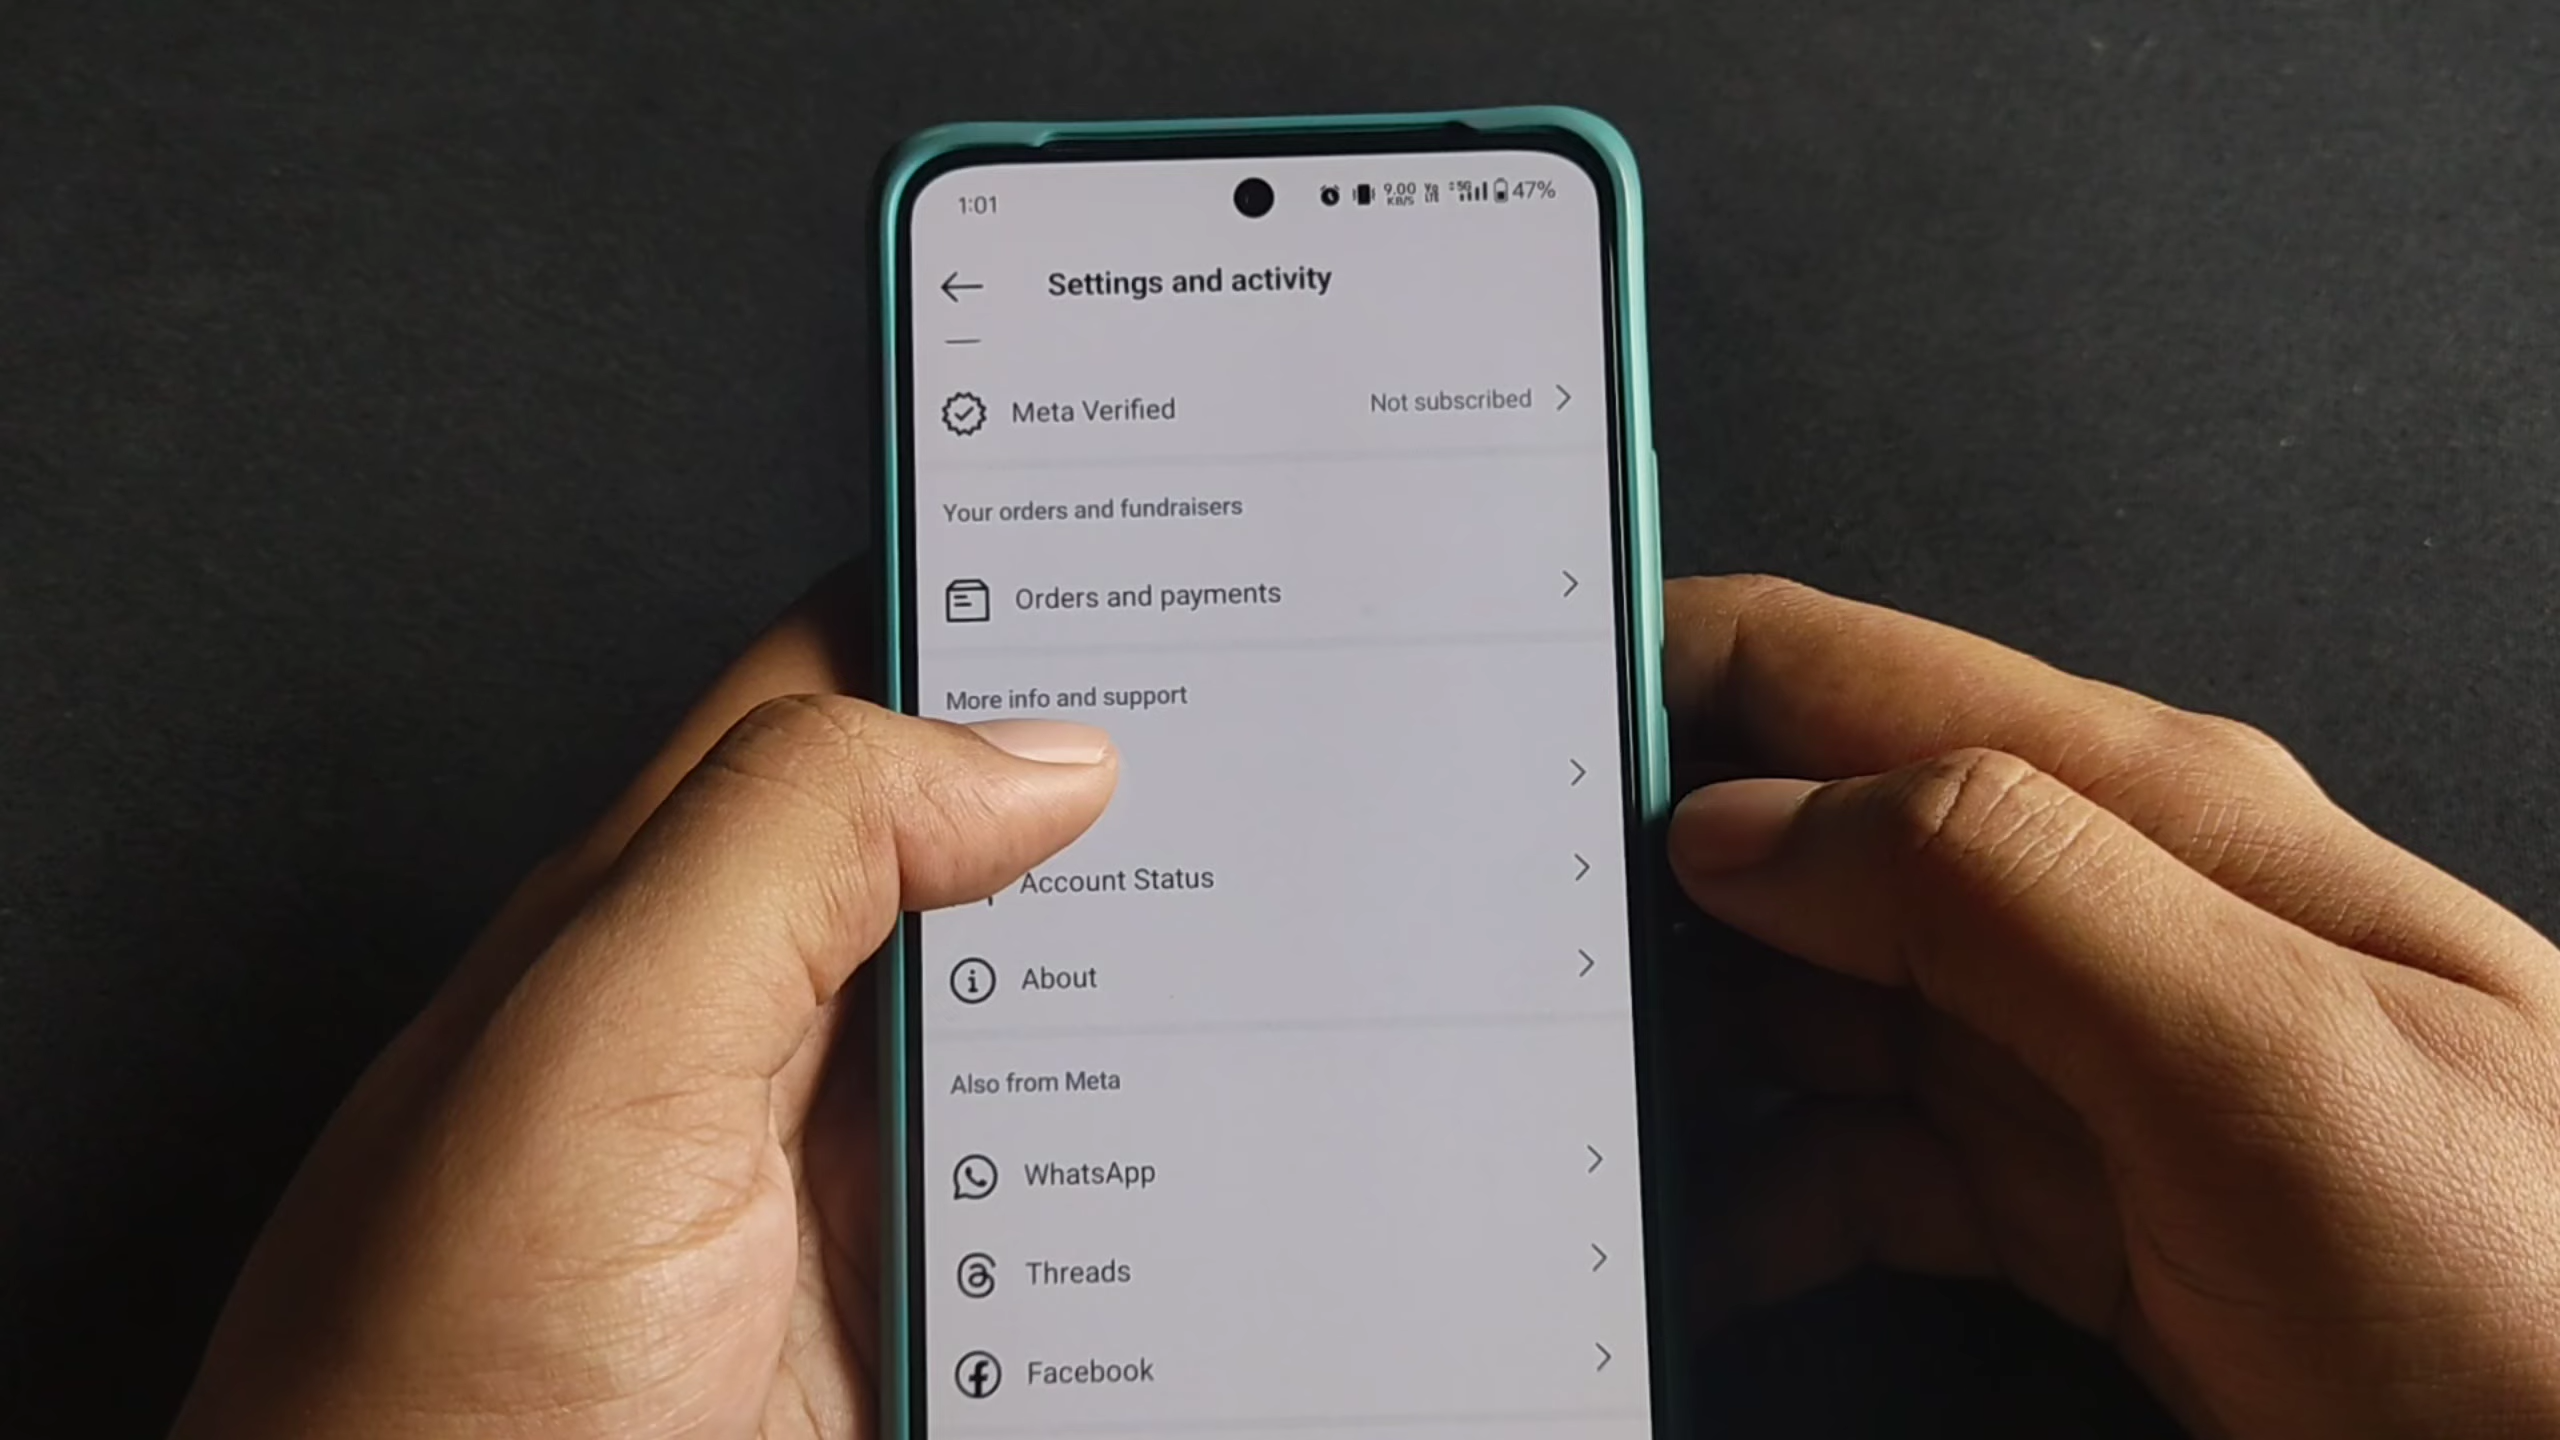 1:01 9.00 KB/S 5G 47%
Settings and activity
Meta Verified Not subscribed
Your orders and fundraisers
Orders and payments
More info and support
Account Status
About
Also from Meta
WhatsApp
Threads
Facebook